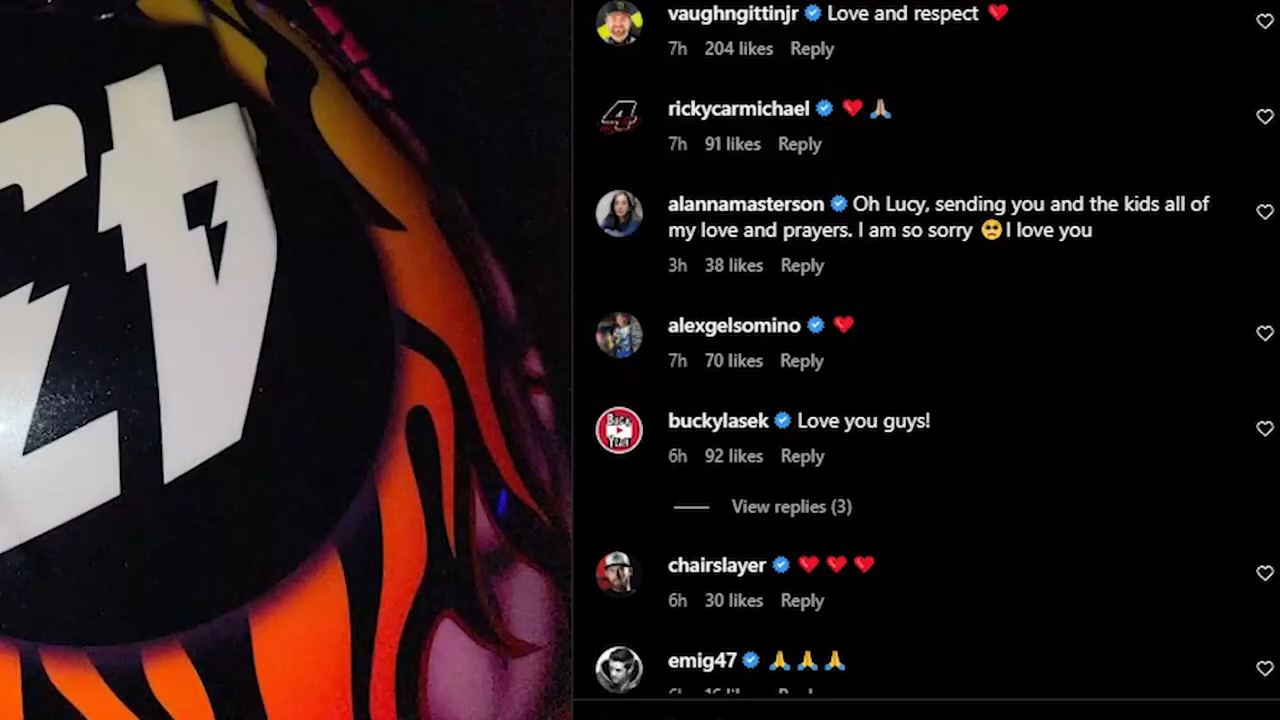 vaughngittinjr Love and respect ❤️
7h 204 likes Reply
rickycarmichael ❤️ 🙏🏼
7h 91 likes Reply
alannamasterson Oh Lucy, sending you and the kids all of
my love and prayers. I am so sorry 🥺I love you
3h 38 likes Reply
alexgelsomino ❤️
7h 70 likes Reply
buckylasek Love you guys!
6h 92 likes Reply
View replies (3)
chairslayer ❤️ ❤️ ❤️
6h 30 likes Reply
emig47 🙏 🙏 🙏